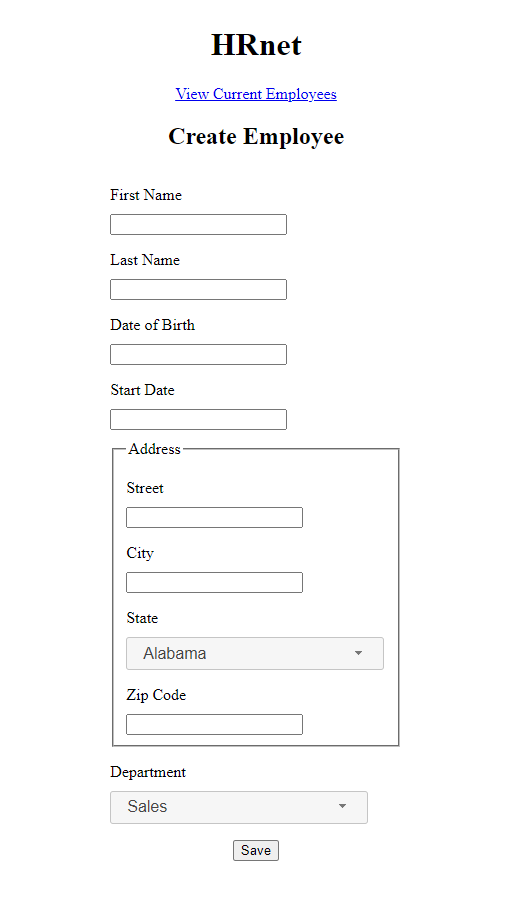 HRnet
View Current Employees
Create Employee
First Name
Last Name
Date of Birth
Start Date
Address
Street
City
State
Alabama
Zip Code
Department
Sales
Save